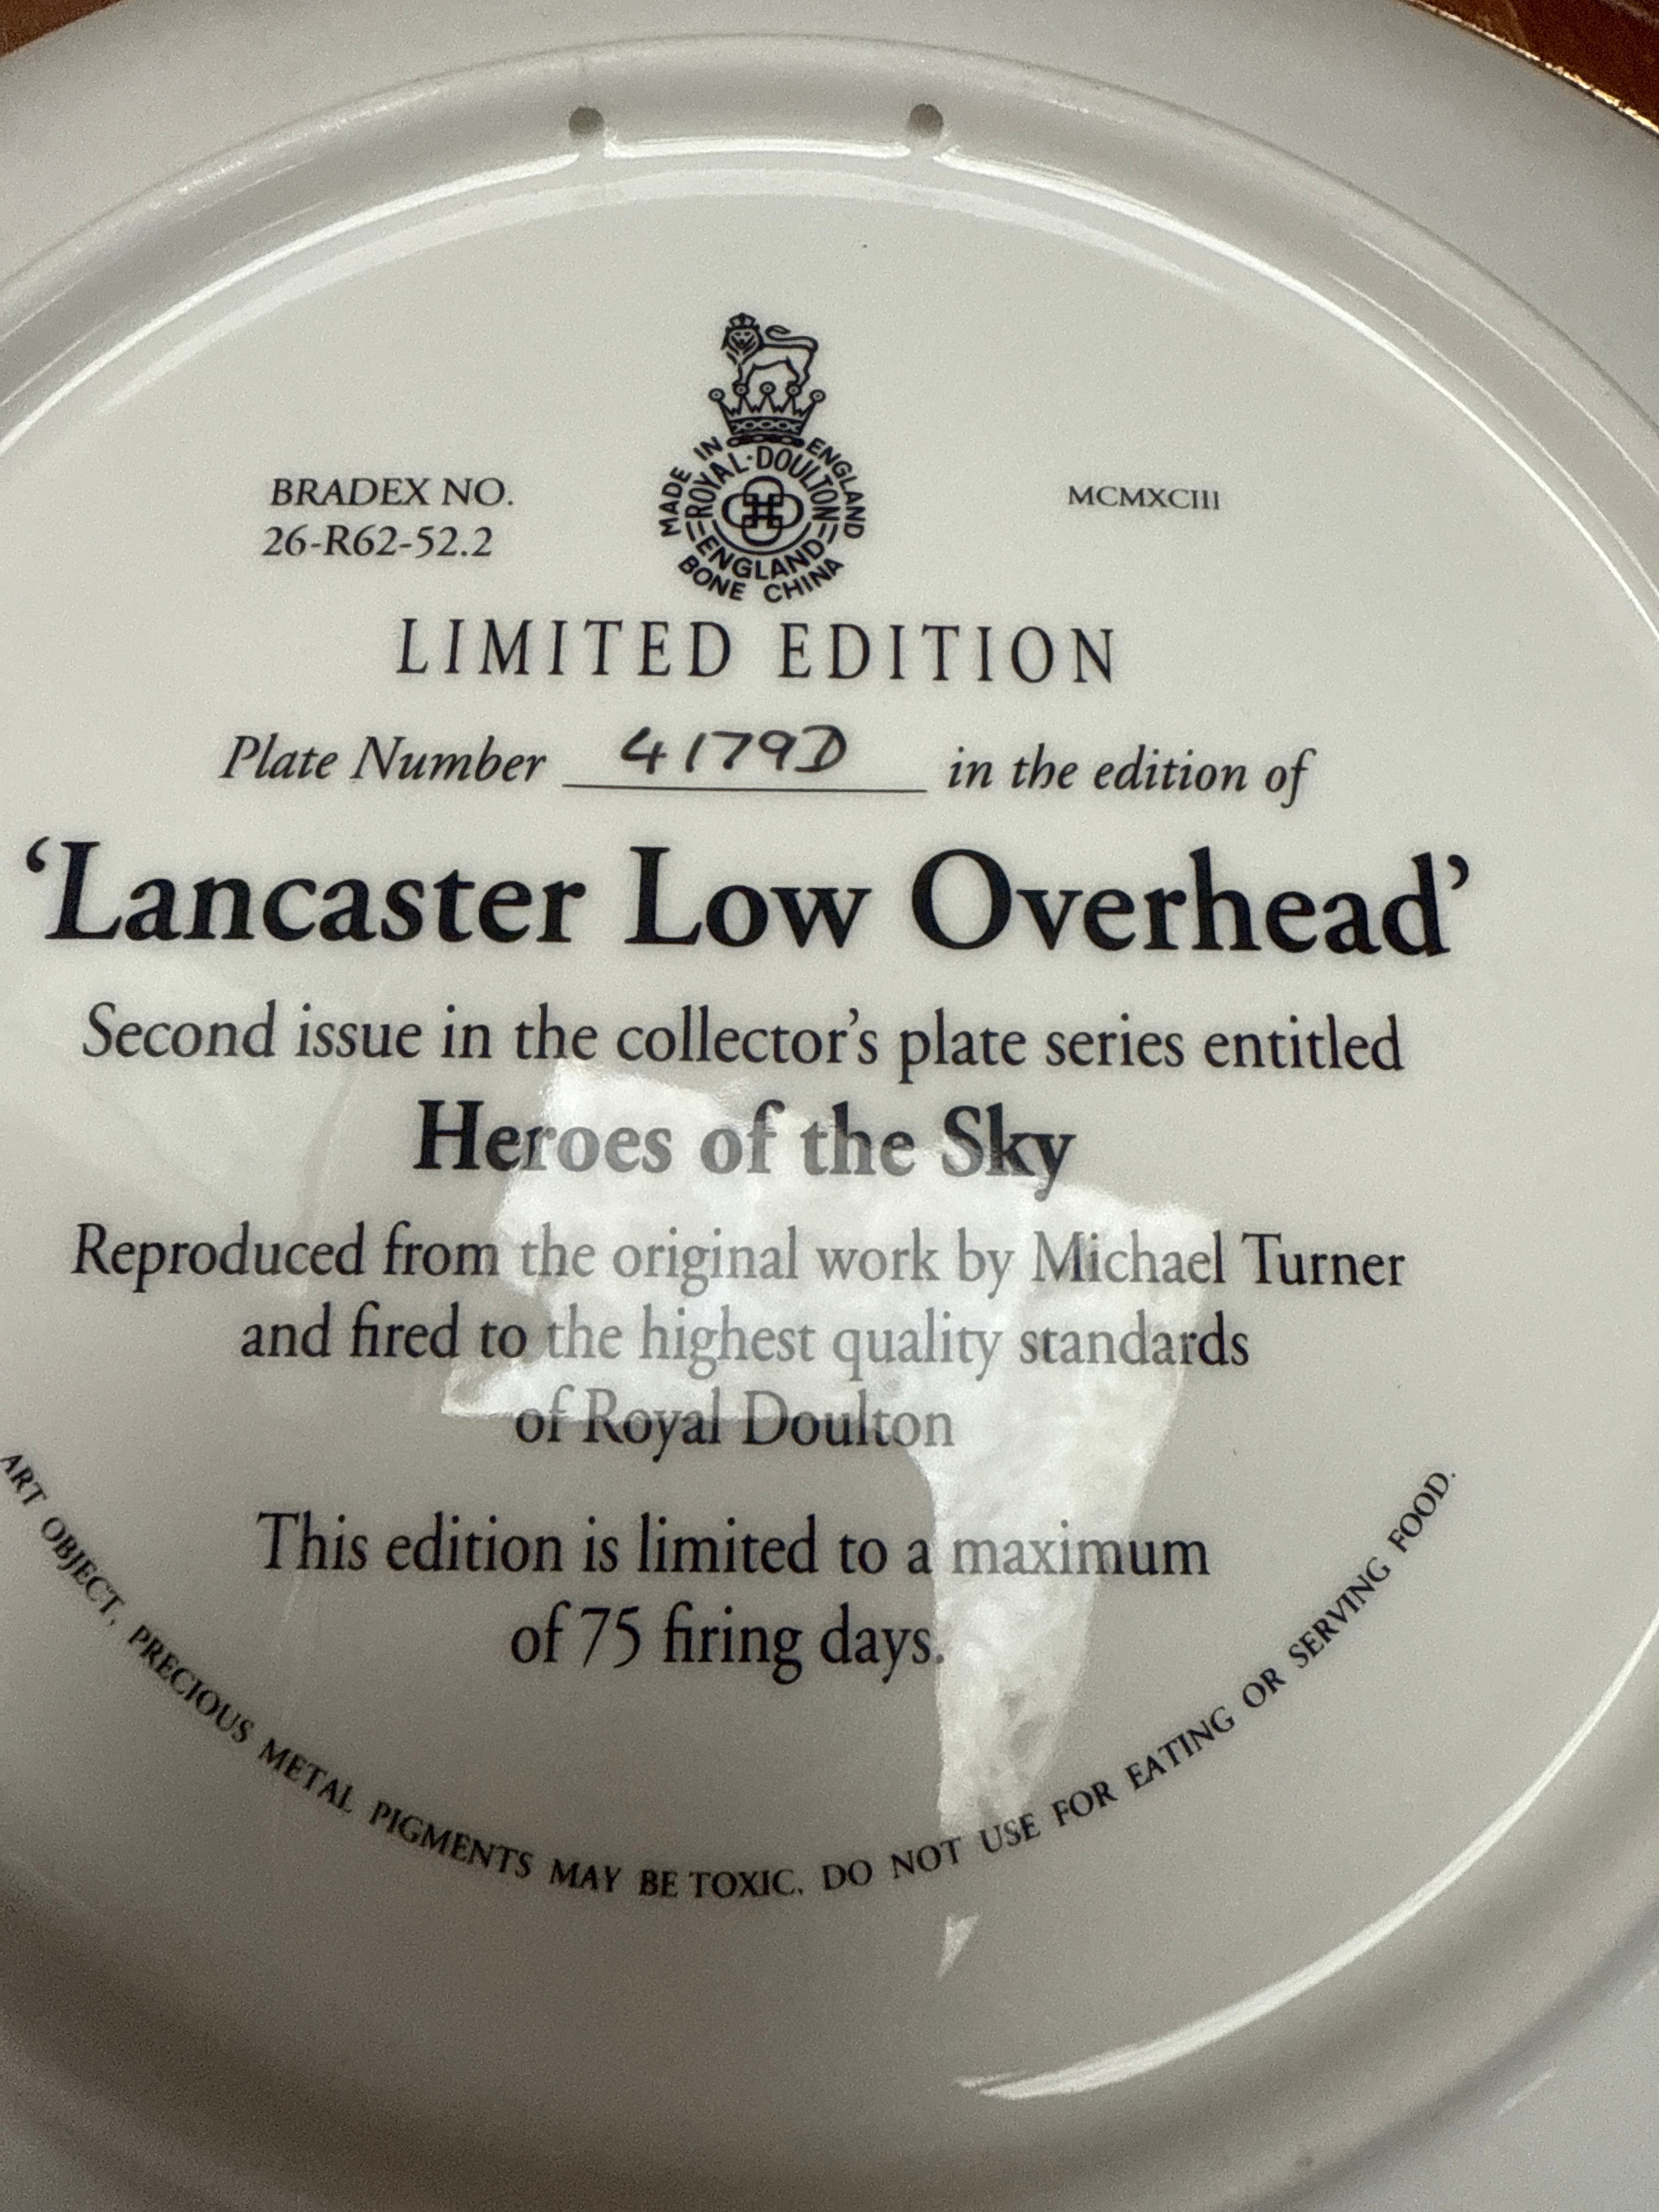 MADE IN ENGLAND
ROYAL·DOULTON
ENGLAND
BONE CHINA
BRADEX NO.
26-R62-52.2
MCMXCIII
LIMITED EDITION
Plate Number 4179D in the edition of
‘Lancaster Low Overhead’
Second issue in the collector’s plate series entitled
Heroes of the Sky
Reproduced from the original work by Michael Turner
and fired to the highest quality standards
of Royal Doulton
This edition is limited to a maximum
of 75 firing days.
ART OBJECT, PRECIOUS METAL PIGMENTS MAY BE TOXIC. DO NOT USE FOR EATING OR SERVING FOOD.